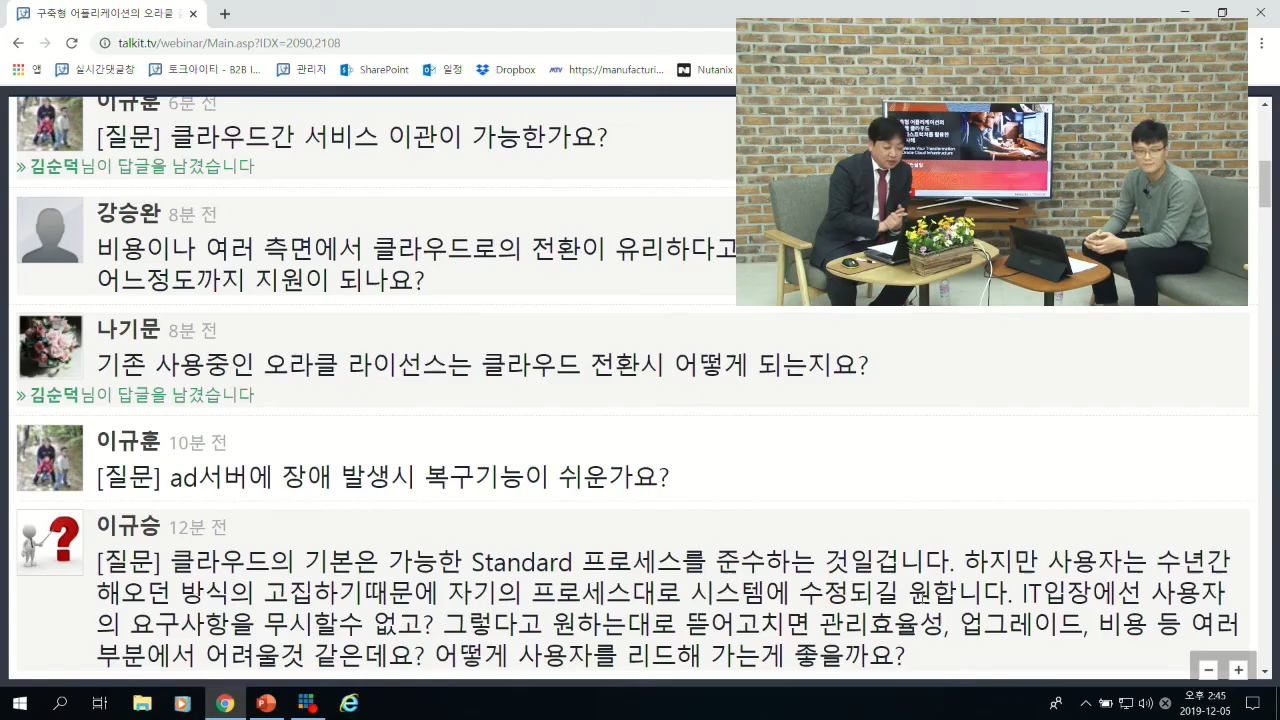 구축형 어플리케이션의 오라클
talkit.tv/webinar/Main.asp?IDX=2090,2108
앱 실시간댓글창 토크아이티 - B2B I... 관리자 SharePoint 일정 Dropbox https://manufacturi... Nutanix
이규훈 6분 전
[질문] 클라우드간 서비스 이관이 가능한가요?
» 김순덕님이 답글을 남겼습니다
강승완 8분 전
비용이나 여러 측면에서 클라우드로의 전환이 유리하다고
어느정도까지 지원이 되나요?
나기문 8분 전
기존 사용중인 오라클 라이선스는 클라우드 전환시 어떻게 되는지요?
» 김순덕님이 답글을 남겼습니다
이규훈 10분 전
[질문] ad서버에 장애 발생시 복구기능이 쉬운가요?
이규승 12분 전
[질문] 클라우드의 기본은 가능한 Standard 프로세스를 준수하는 것일겁니다. 하지만 사용자는 수년간
해오던 방식의 고집하기때문에 자기의 프로세스대로 시스템에 수정되길 원합니다. IT입장에선 사용자
의 요구사항을 무시할수 없고? 그렇다고 원하는대로 뜯어고치면 관리효율성, 업그레이드, 비용 등 여러
부분에서 어려울것 같은데요? 어떻게 사용자를 리드해 가는게 좋을까요?
오후 2:45
2019-12-05